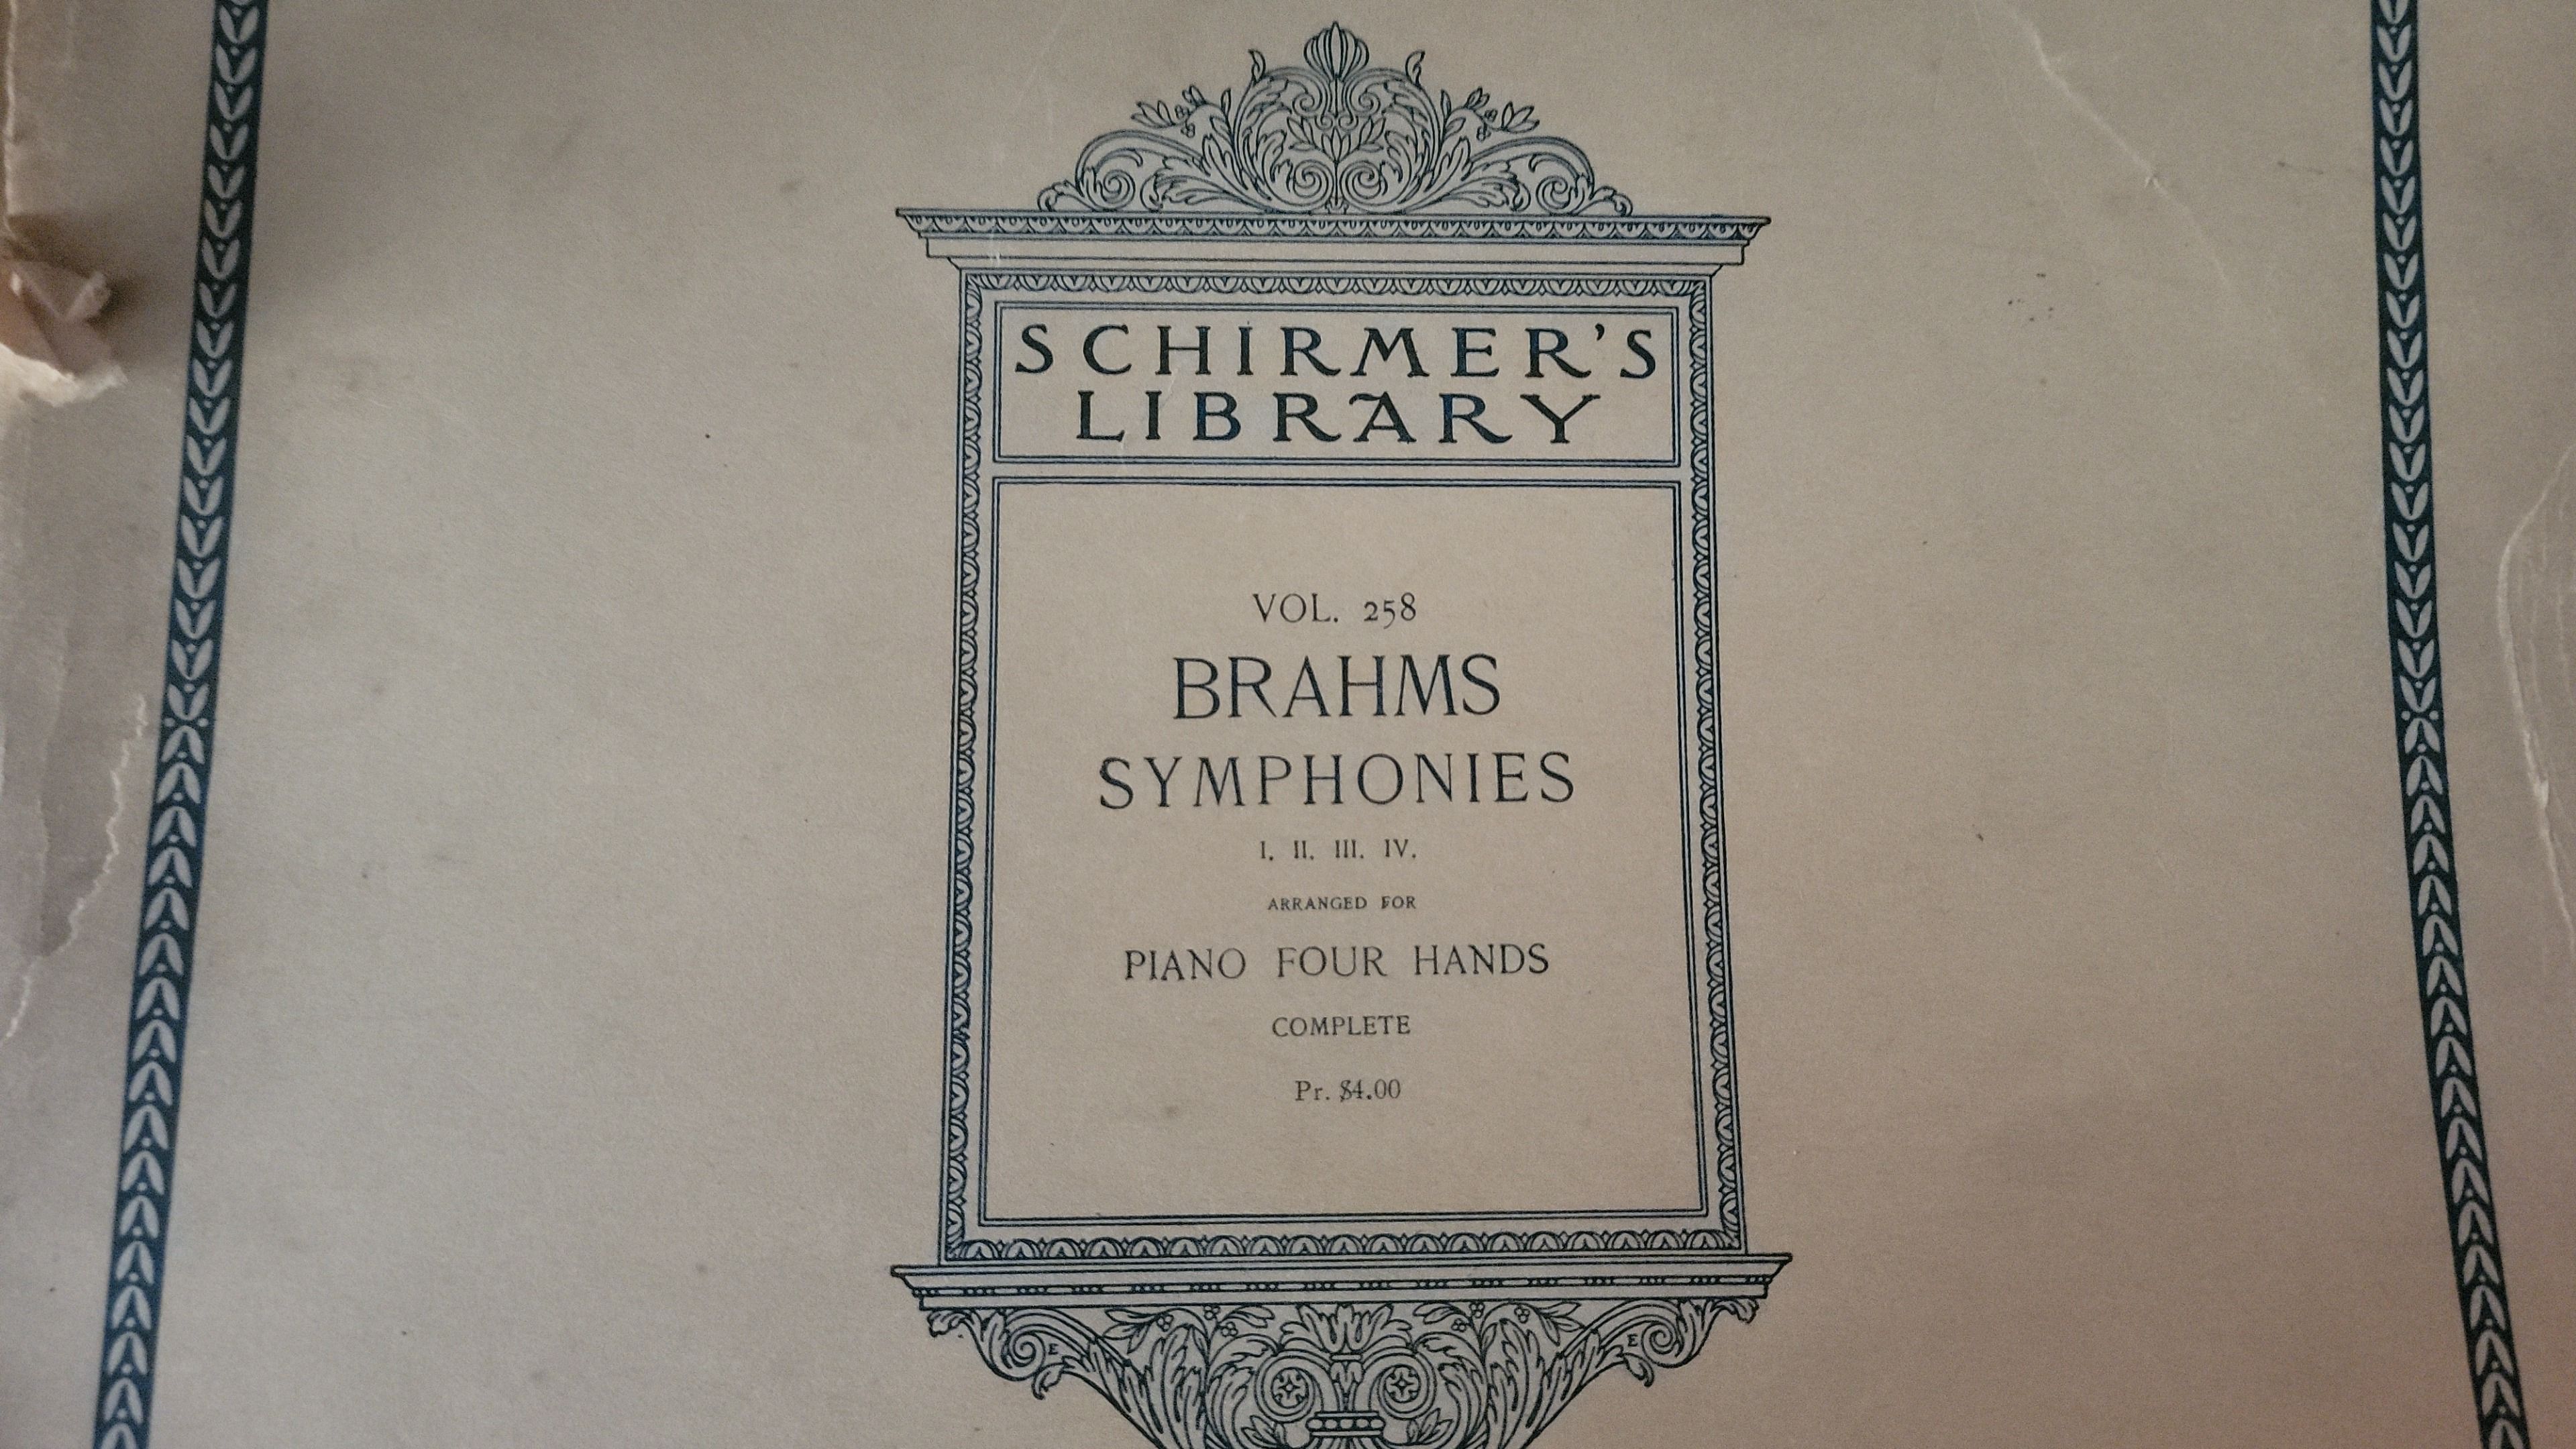 SCHIRMER'S
LIBRARY
VOL. 258
BRAHMS
SYMPHONIES
I. II. III. IV.
ARRANGED FOR
PIANO FOUR HANDS
COMPLETE
Pr. $4.00
E E